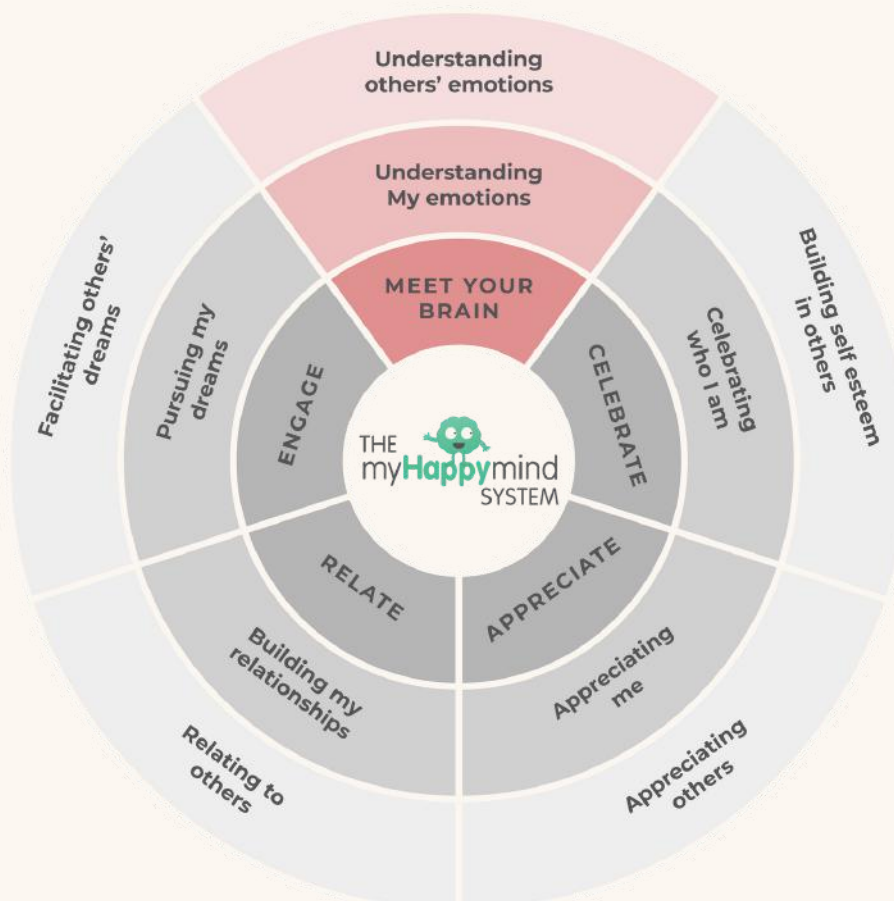 Understanding
others' emotions
Understanding
My emotions
MEET YOUR
BRAIN
Building self esteem
in others
Celebrating
who I am
CELEBRATE
Appreciating
others
Appreciating
me
APPRECIATE
Relating to
others
Building my
relationships
RELATE
Facilitating others'
dreams
Pursuing my
dreams
ENGAGE
THE
myHappymind
SYSTEM